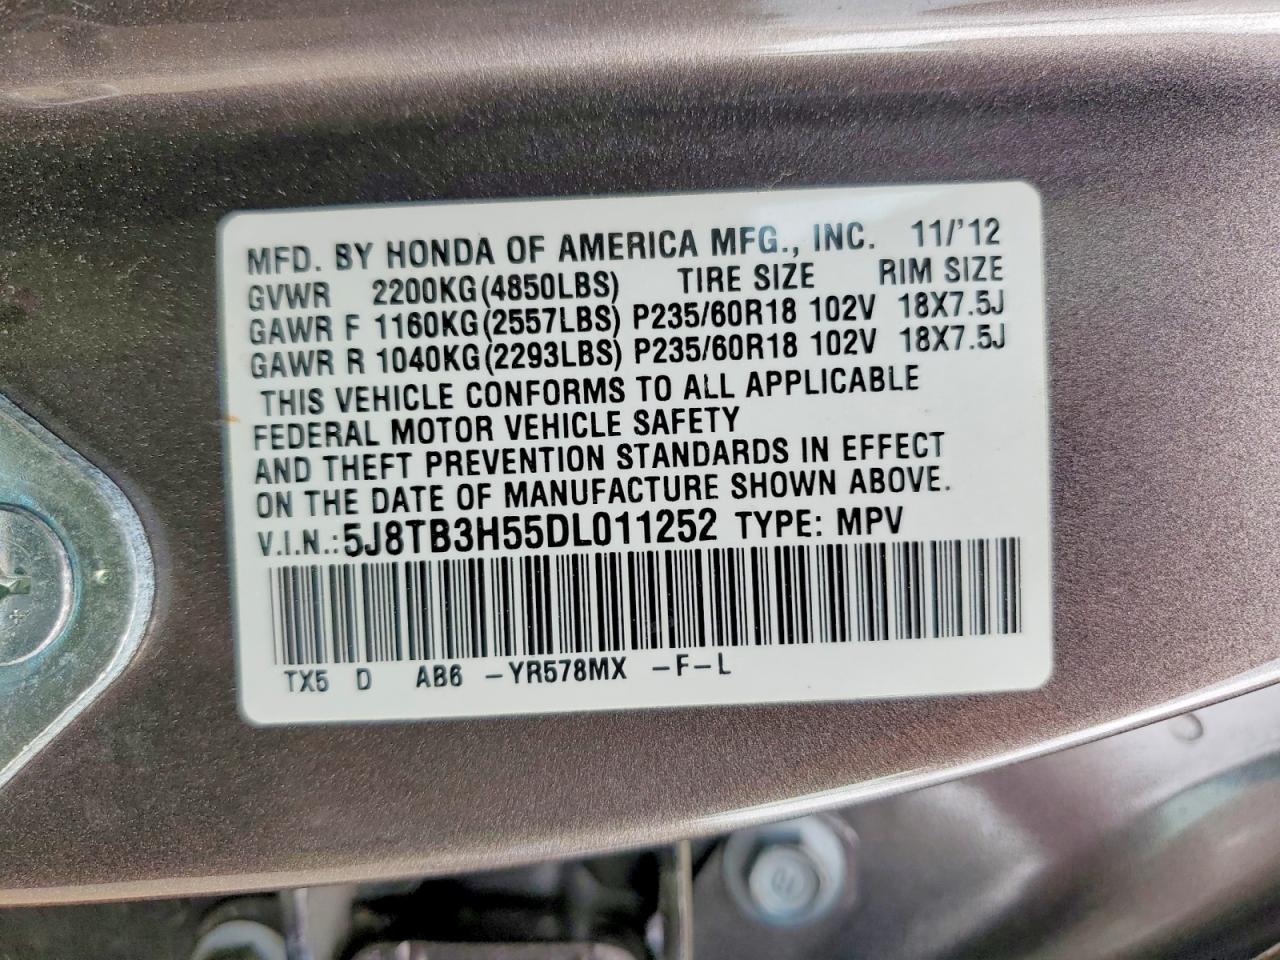 MFD. BY HONDA OF AMERICA MFG., INC. 11/'12
GVWR 2200KG(4850LBS) TIRE SIZE RIM SIZE
GAWR F 1160KG(2557LBS) P235/60R18 102V 18X7.5J
GAWR R 1040KG(2293LBS) P235/60R18 102V 18X7.5J
THIS VEHICLE CONFORMS TO ALL APPLICABLE
FEDERAL MOTOR VEHICLE SAFETY
AND THEFT PREVENTION STANDARDS IN EFFECT
ON THE DATE OF MANUFACTURE SHOWN ABOVE.
V.I.N.: 5J8TB3H55DL011252 TYPE: MPV
TX5 D AB6 -YR578MX -F-L